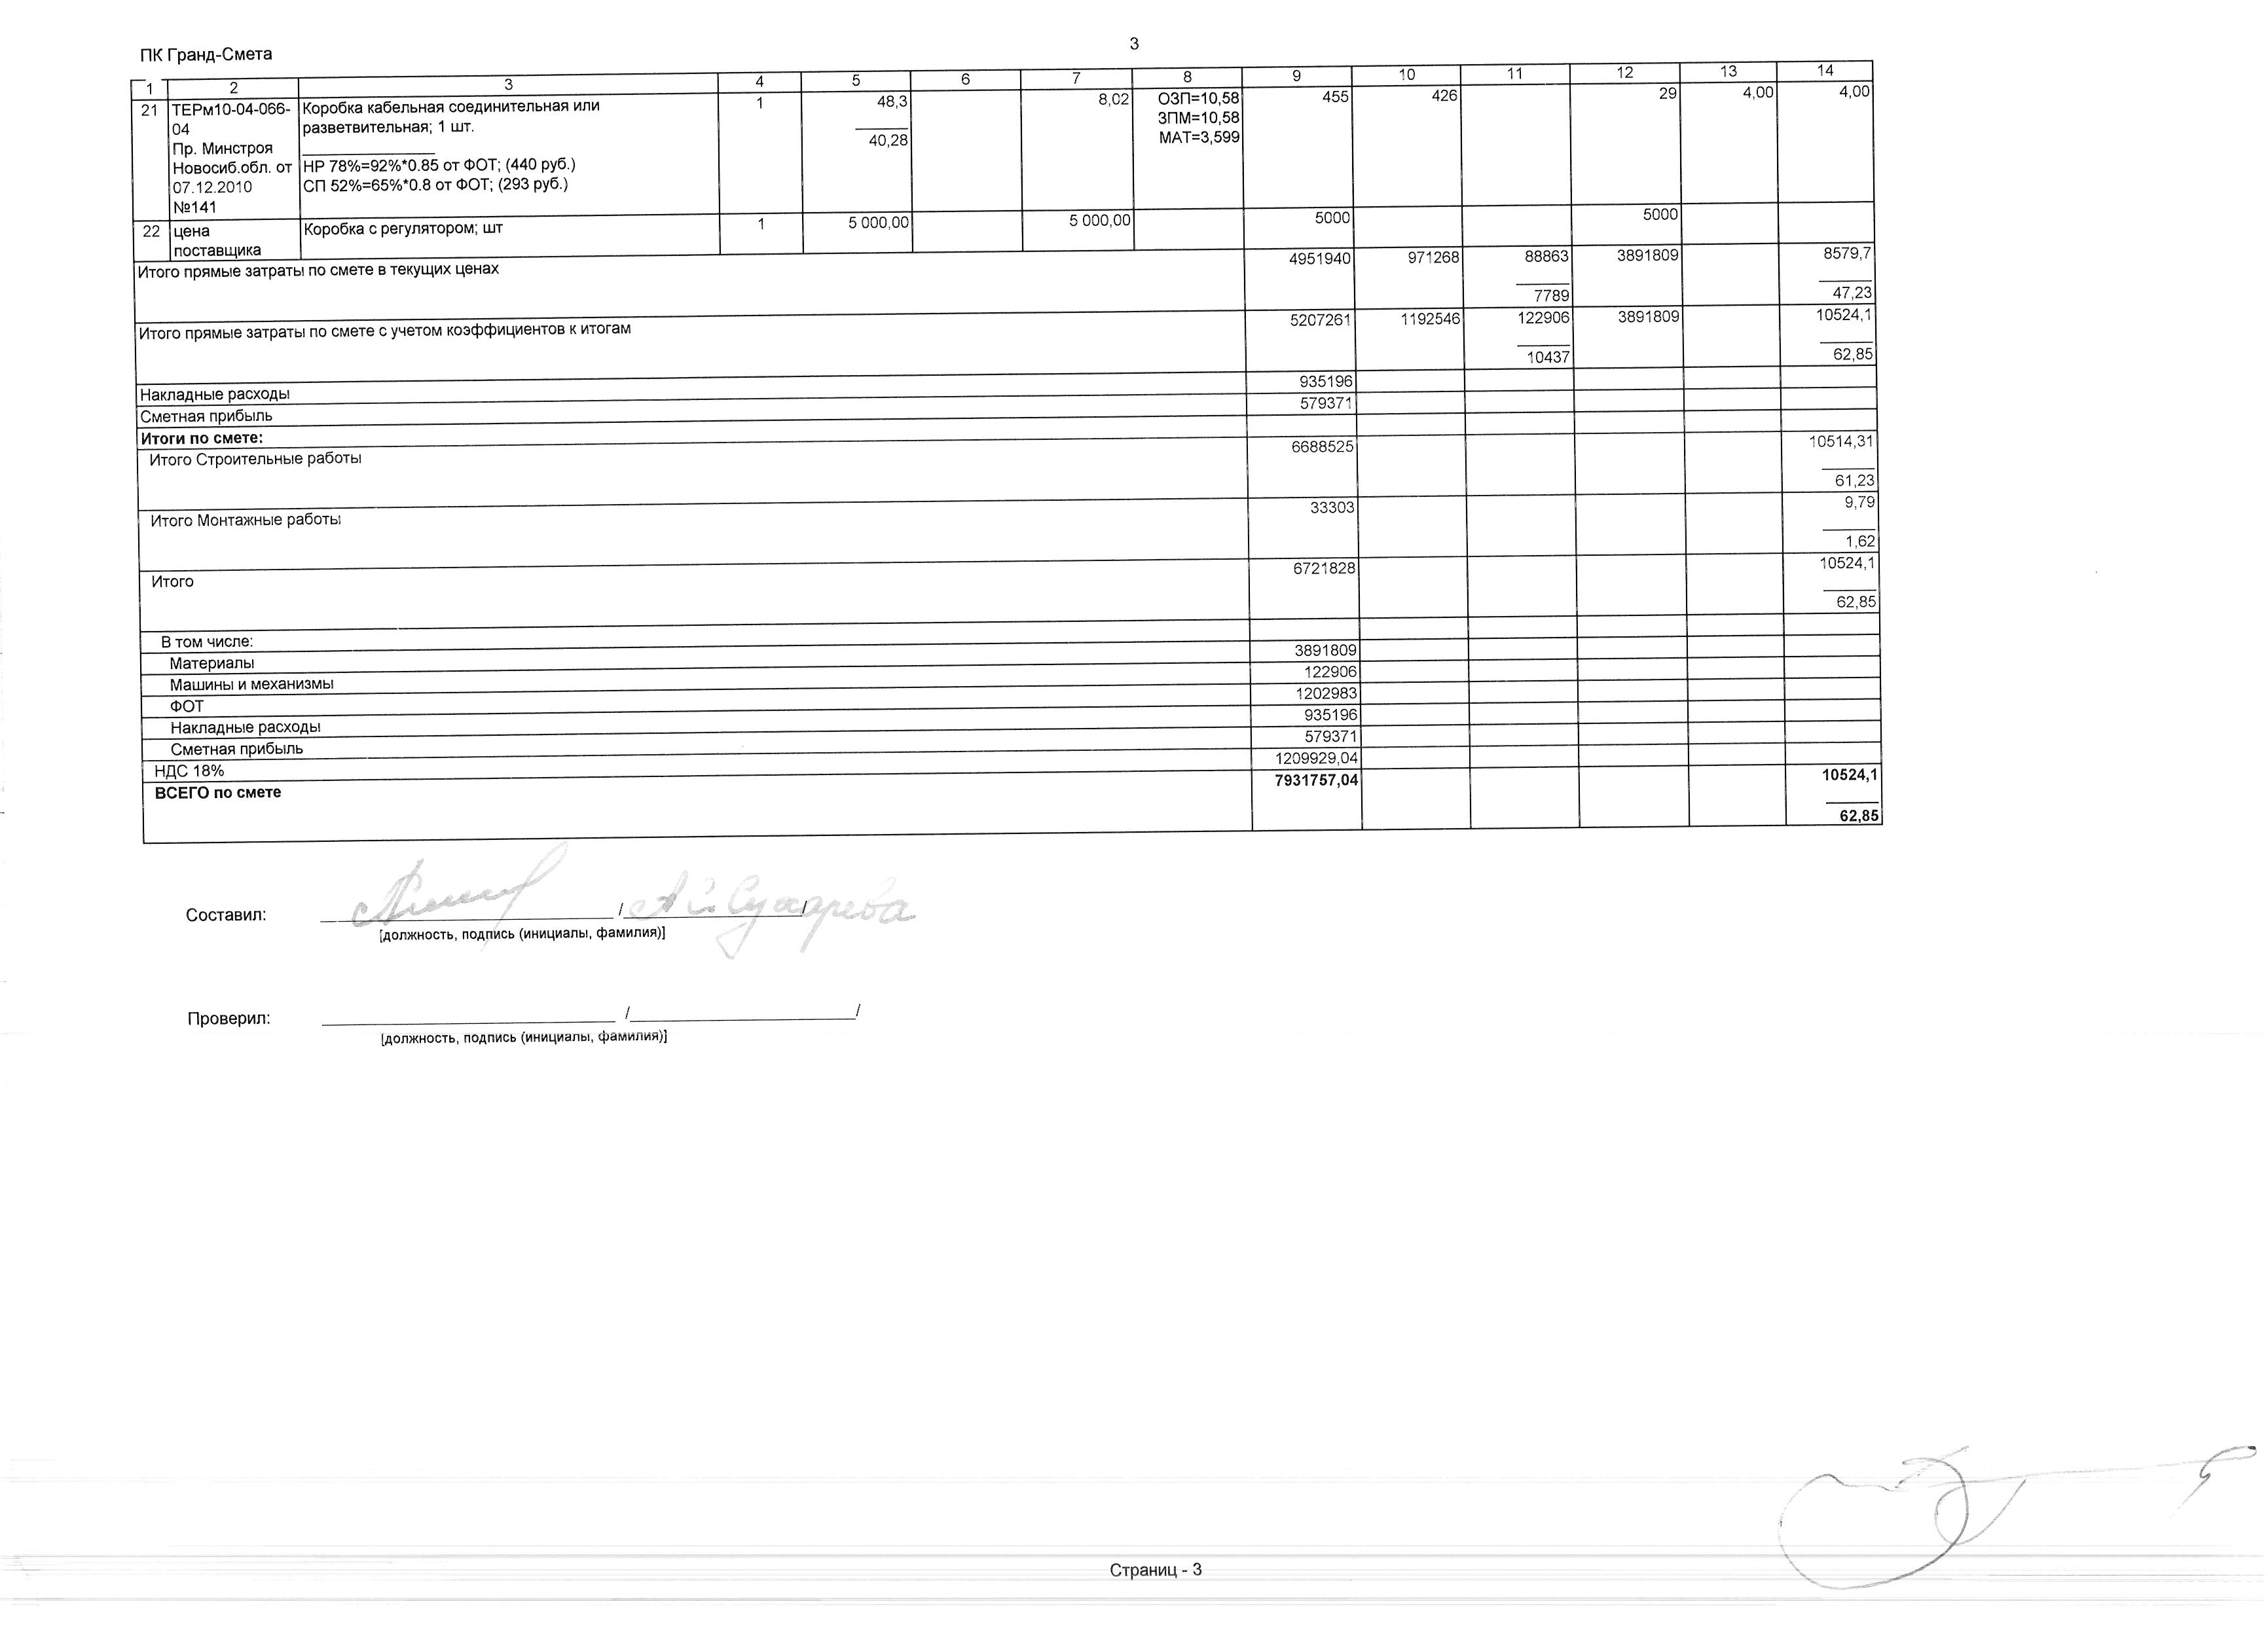 ПК Гранд-Смета
3
1 2 3 4 5 6 7 8 9 10 11 12 13 14
21 ТЕРм10-04-066- Коробка кабельная соединительная или 1 48,3 8,02 ОЗП=10,58 455 426 29 4,00 4,00
04 разветвительная; 1 шт. ЗПМ=10,58
Пр. Минстроя 40,28 МАТ=3,599
Новосиб.обл. от НР 78%=92%*0.85 от ФОТ; (440 руб.)
07.12.2010 СП 52%=65%*0.8 от ФОТ; (293 руб.)
№141
22 цена Коробка с регулятором; шт 1 5 000,00 5 000,00 5000 5000
поставщика
Итого прямые затраты по смете в текущих ценах 4951940 971268 88863 3891809 8579,7
7789 47,23
Итого прямые затраты по смете с учетом коэффициентов к итогам 5207261 1192546 122906 3891809 10524,1
10437 62,85
Накладные расходы 935196
Сметная прибыль 579371
Итоги по смете:
Итого Строительные работы 6688525 10514,31
61,23
Итого Монтажные работы 33303 9,79
1,62
Итого 6721828 10524,1
62,85
В том числе:
Материалы 3891809
Машины и механизмы 122906
ФОТ 1202983
Накладные расходы 935196
Сметная прибыль 579371
НДС 18% 1209929,04
ВСЕГО по смете 7931757,04 10524,1
62,85
Составил: / Сухарева /
[должность, подпись (инициалы, фамилия)]
Проверил: / /
[должность, подпись (инициалы, фамилия)]
Страниц - 3